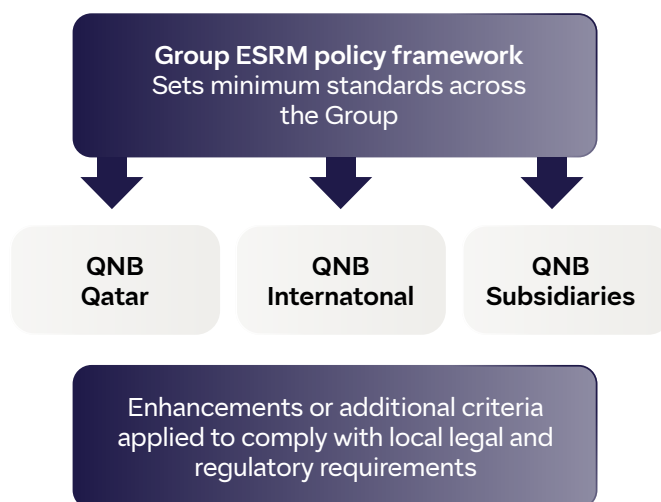 Group ESRM policy framework
Sets minimum standards across
the Group
QNB
Qatar
QNB
Internatonal
QNB
Subsidiaries
Enhancements or additional criteria
applied to comply with local legal and
regulatory requirements